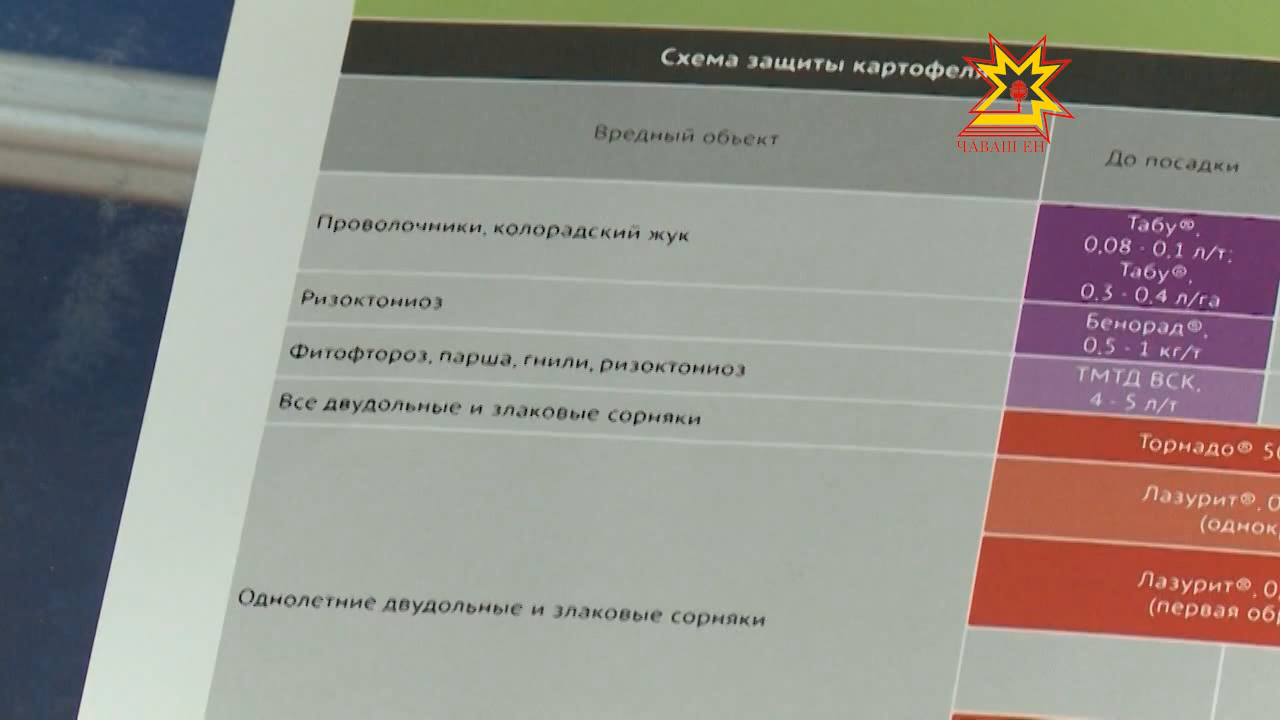 Схема защиты картофеля
ЧӐВАШ ЕН
Вредный объект
До посадки
Проволочники, колорадский жук
Табу®,
0,08 - 0,1 л/т;
Табу®,
0,3 - 0,4 л/га
Ризоктониоз
Бенорад®,
0,5 - 1 кг/т
Фитофтороз, парша, гнили, ризоктониоз
ТМТД ВСК,
4 - 5 л/т
Все двудольные и злаковые сорняки
Торнадо®
Лазурит®,
Однолетние двудольные и злаковые сорняки
Лазурит®,
(первая